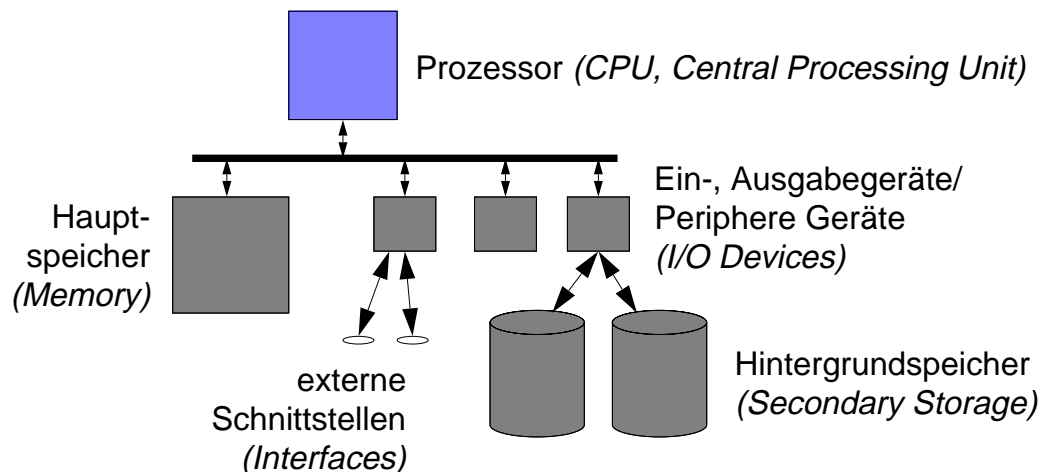 Prozessor (CPU, Central Processing Unit)
Haupt-
speicher
(Memory)
Ein-, Ausgabegeräte/
Periphere Geräte
(I/O Devices)
externe
Schnittstellen
(Interfaces)
Hintergrundspeicher
(Secondary Storage)